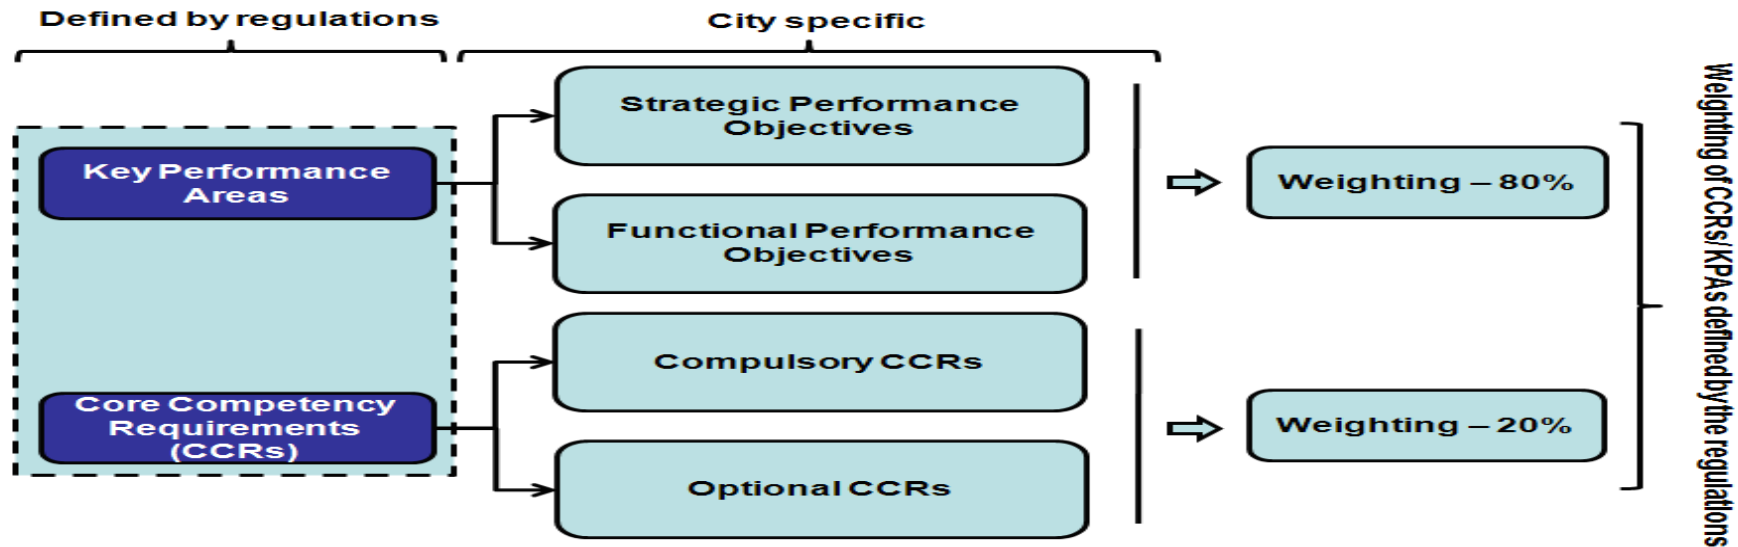 Defined by regulations
City specific
Key Performance
Areas
Strategic Performance
Objectives
Functional Performance
Objectives
Weighting – 80%
Core Competency
Requirements
(CCRs)
Compulsory CCRs
Optional CCRs
Weighting – 20%
Weighting of CCRs/ KPAs defined by the regulations